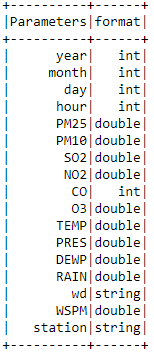 +----------+------+
|Parameters|format|
+----------+------+
|      year|   int|
|     month|   int|
|       day|   int|
|      hour|   int|
|      PM25|double|
|      PM10|double|
|       SO2|double|
|       NO2|double|
|        CO|   int|
|        O3|double|
|      TEMP|double|
|      PRES|double|
|      DEWP|double|
|      RAIN|double|
|        wd|string|
|      WSPM|double|
|   station|string|
+----------+------+